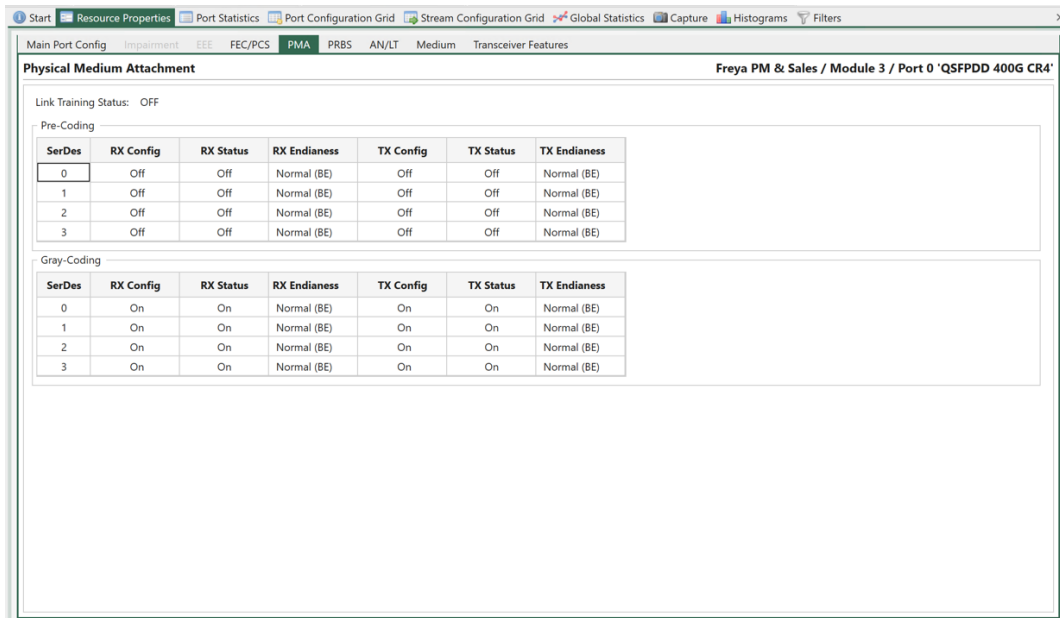 Start Resource Properties Port Statistics Port Configuration Grid Stream Configuration Grid Global Statistics Capture Histograms Filters
Main Port Config Impairment EEE FEC/PCS PMA PRBS AN/LT Medium Transceiver Features
Physical Medium Attachment Freya PM & Sales / Module 3 / Port 0 'QSFPDD 400G CR4'
Link Training Status: OFF
Pre-Coding
SerDes RX Config RX Status RX Endianess TX Config TX Status TX Endianess
0 Off Off Normal (BE) Off Off Normal (BE)
1 Off Off Normal (BE) Off Off Normal (BE)
2 Off Off Normal (BE) Off Off Normal (BE)
3 Off Off Normal (BE) Off Off Normal (BE)
Gray-Coding
SerDes RX Config RX Status RX Endianess TX Config TX Status TX Endianess
0 On On Normal (BE) On On Normal (BE)
1 On On Normal (BE) On On Normal (BE)
2 On On Normal (BE) On On Normal (BE)
3 On On Normal (BE) On On Normal (BE)